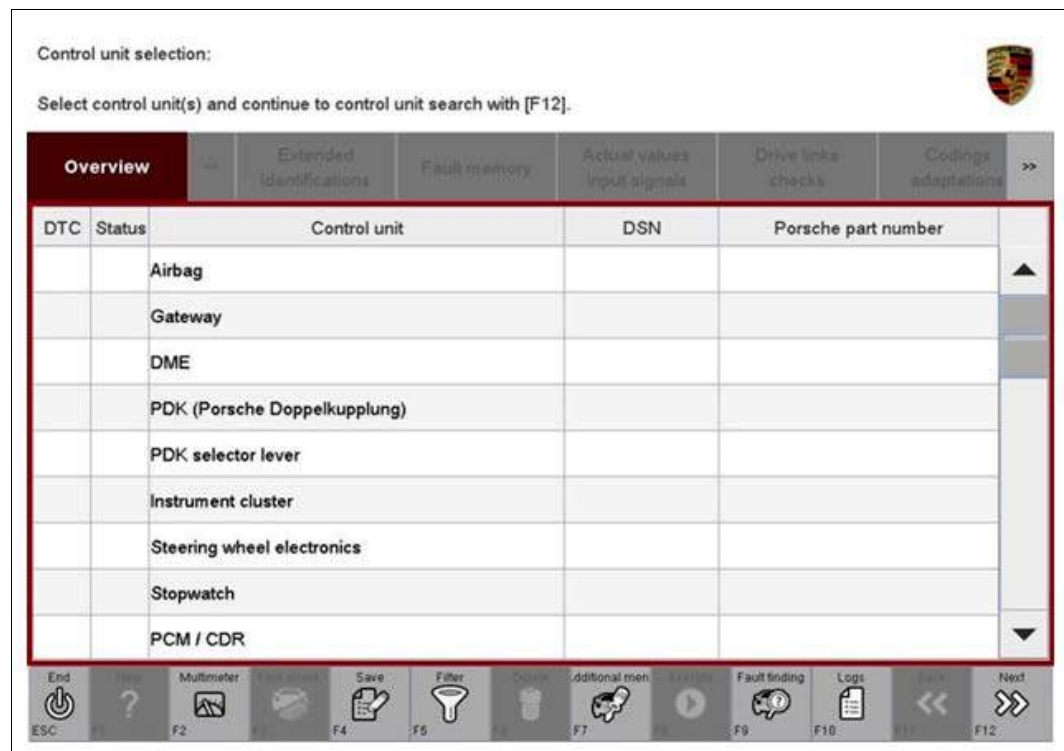 Control unit selection:
Select control unit(s) and continue to control unit search with [F12].
Overview
Extended
identifications
Fault memory
Actual values
input signals
Drive links
checks
Codings
adaptations
>>
DTC Status Control unit DSN Porsche part number
Airbag
Gateway
DME
PDK (Porsche Doppelkupplung)
PDK selector lever
Instrument cluster
Steering wheel electronics
Stopwatch
PCM / CDR
End Multimeter Save Filter Delete dditional men Execute Fault finding Logs Back Next
ESC F2 F4 F5 F7 F9 F10 F12